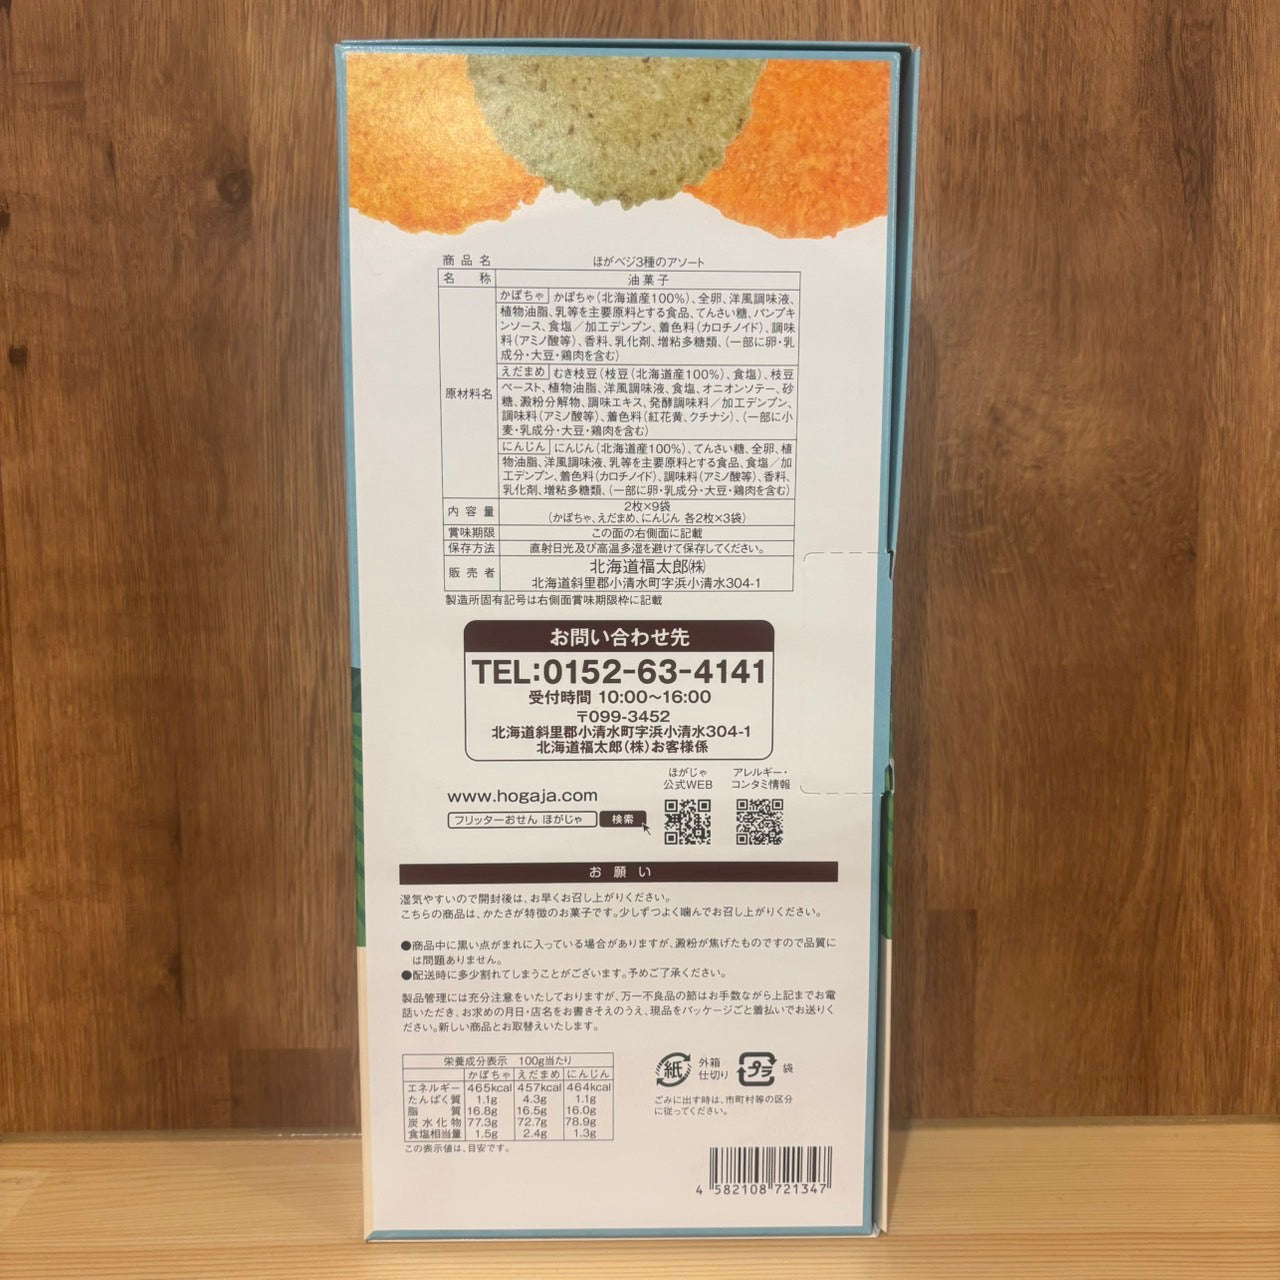 商品名 ほがベジ3種のアソート
名称 油菓子
原材料名
かぼちゃ かぼちゃ(北海道産100%)、全卵、洋風調味液、
植物油脂、乳等を主要原料とする食品、てんさい糖、パンプキ
ンソース、食塩/加工デンプン、着色料(カロチノイド)、調味
料(アミノ酸等)、香料、乳化剤、増粘多糖類、(一部に卵・乳
成分・大豆・鶏肉を含む)
えだまめ むき枝豆(枝豆(北海道産100%)、食塩)、枝豆
ペースト、植物油脂、洋風調味液、食塩、オニオンソテー、砂
糖、澱粉分解物、調味エキス、発酵調味料/加工デンプン、
調味料(アミノ酸等)、着色料(紅花黄、クチナシ)、(一部に小
麦・乳成分・大豆・鶏肉を含む)
にんじん にんじん(北海道産100%)、てんさい糖、全卵、植
物油脂、洋風調味液、乳等を主要原料とする食品、食塩/加
工デンプン、着色料(カロチノイド)、調味料(アミノ酸等)、香料、
乳化剤、増粘多糖類、(一部に卵・乳成分・大豆・鶏肉を含む)
内容量 2枚×9袋
(かぼちゃ、えだまめ、にんじん 各2枚×3袋)
賞味期限 この面の右側面に記載
保存方法 直射日光及び高温多湿を避けて保存してください。
販売者 北海道福太郎㈱
北海道斜里郡小清水町字浜小清水304-1
製造所固有記号は右側面賞味期限枠に記載
お問い合わせ先
TEL:0152-63-4141
受付時間 10:00〜16:00
〒099-3452
北海道斜里郡小清水町字浜小清水304-1
北海道福太郎(株)お客様係
ほがじゃ
公式WEB
アレルギー・
コンタミ情報
www.hogaja.com
フリッターおせん ほがじゃ 検索
お願い
湿気やすいので開封後は、お早くお召し上がりください。
こちらの商品は、かたさが特徴のお菓子です。少しずつよく噛んでお召し上がりください。
●商品中に黒い点がまれに入っている場合がありますが、澱粉が焦げたものですので品質に
は問題ありません。
●配送時に多少割れてしまうことがございます。予めご了承ください。
製品管理には充分注意をいたしておりますが、万一不良品の節はお手数ながら上記までお電
話いただき、お求めの月日・店名をお書きそえのうえ、現品をパッケージごと着払いでお送りく
ださい。新しい商品とお取替えいたします。
栄養成分表示 100g当たり
かぼちゃ えだまめ にんじん
エネルギー 465kcal 457kcal 464kcal
たんぱく質 1.1g 4.3g 1.1g
脂質 16.8g 16.5g 16.0g
炭水化物 77.3g 72.7g 78.9g
食塩相当量 1.5g 2.4g 1.3g
この表示値は、目安です。
紙 外箱
仕切り
プラ 袋
ごみに出す時は、市町村等の区分
に従ってください。
4 582108 721347